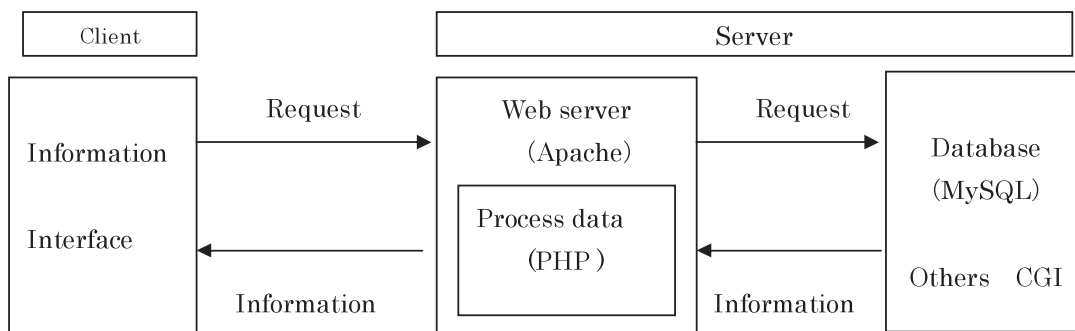 Client
Server
Information
Interface
Request
Information
Web server
(Apache)
Process data
(PHP )
Request
Information
Database
(MySQL)
Others CGI